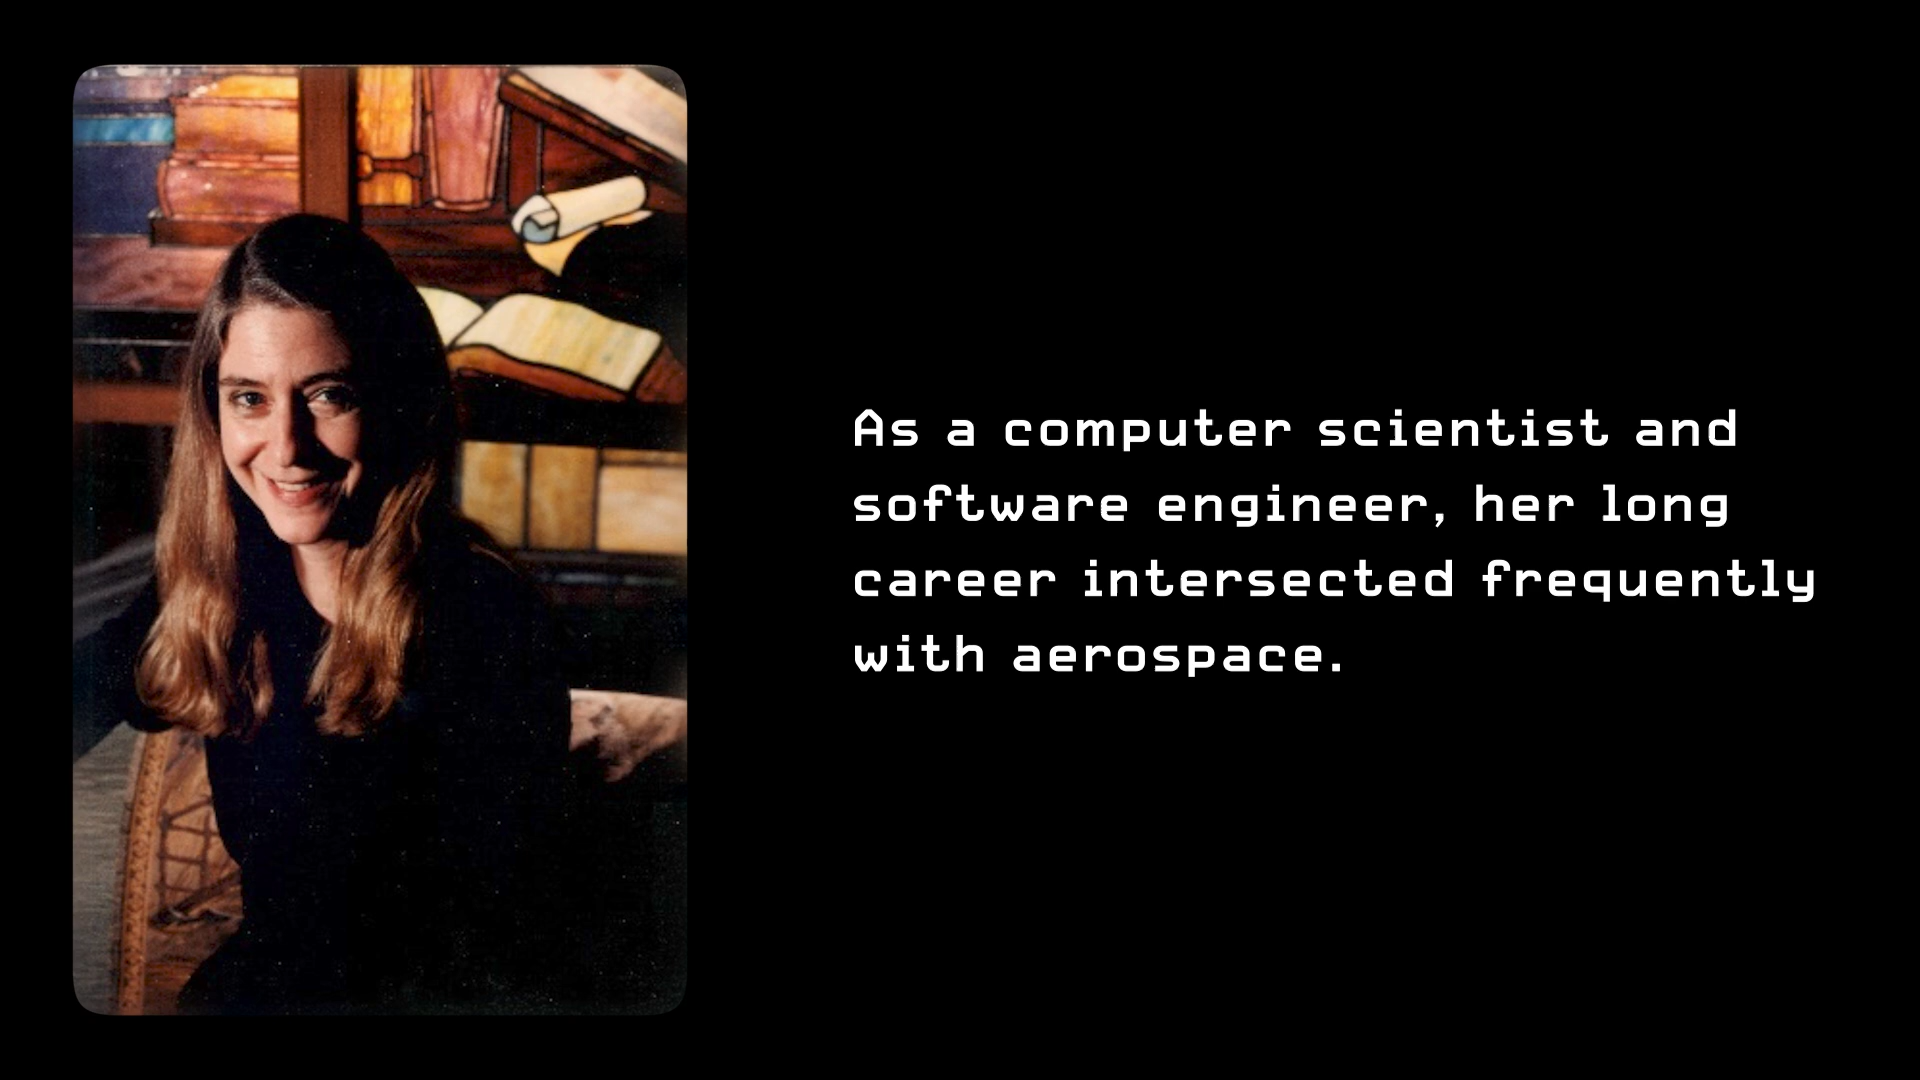 As a computer scientist and
software engineer, her long
career intersected frequently
with aerospace.